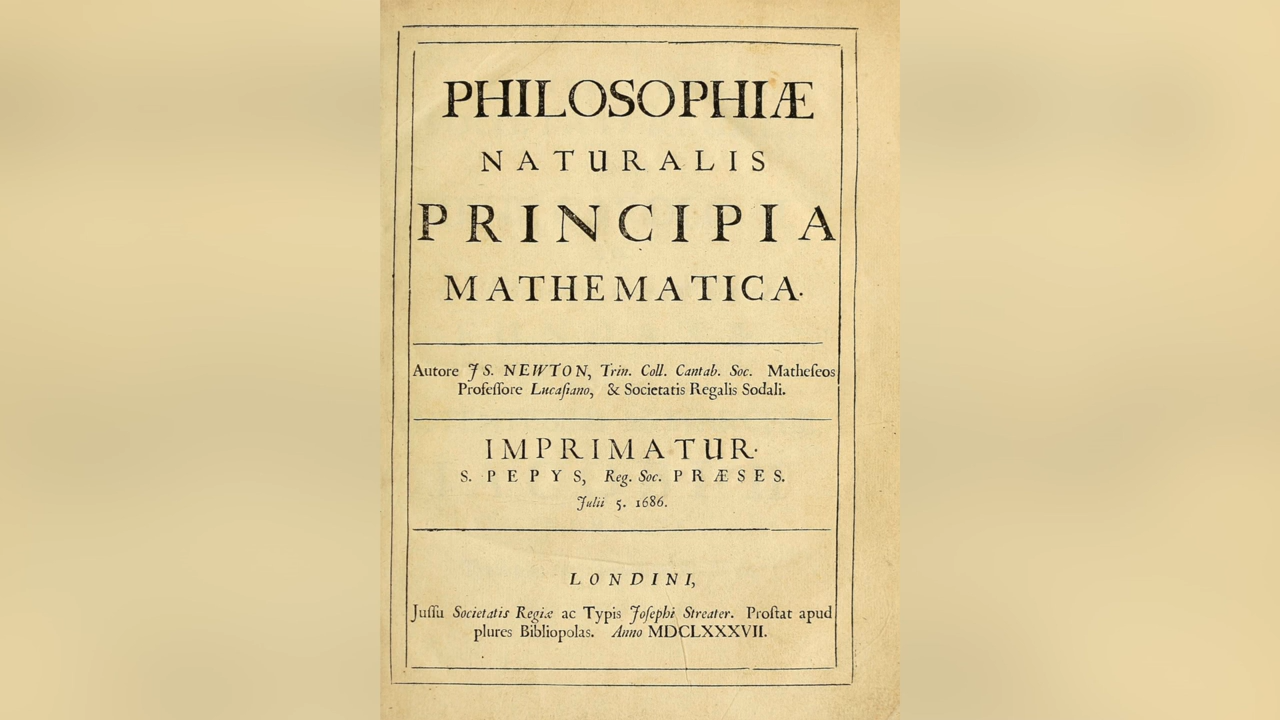 PHILOSOPHIÆ
NATURALIS
PRINCIPIA
MATHEMATICA.
Autore JS. NEWTON, Trin. Coll. Cantab. Soc. Matheſeos
Profeſſore Lucaſiano, & Societatis Regalis Sodali.
IMPRIMATUR.
S. PEPYS, Reg. Soc. PRÆSES.
Julii 5. 1686.
LONDINI,
Juſſu Societatis Regiæ ac Typis Joſephi Streater. Proſtat apud
plures Bibliopolas. Anno MDCLXXXVII.